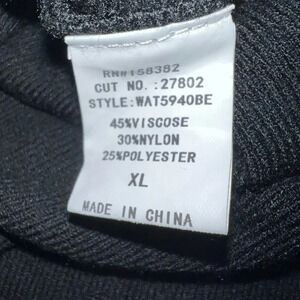 RN#158382
CUT NO.:27802
STYLE:WAT5940BE
45%VISCOSE
30%NYLON
25%POLYESTER
XL
MADE IN CHINA